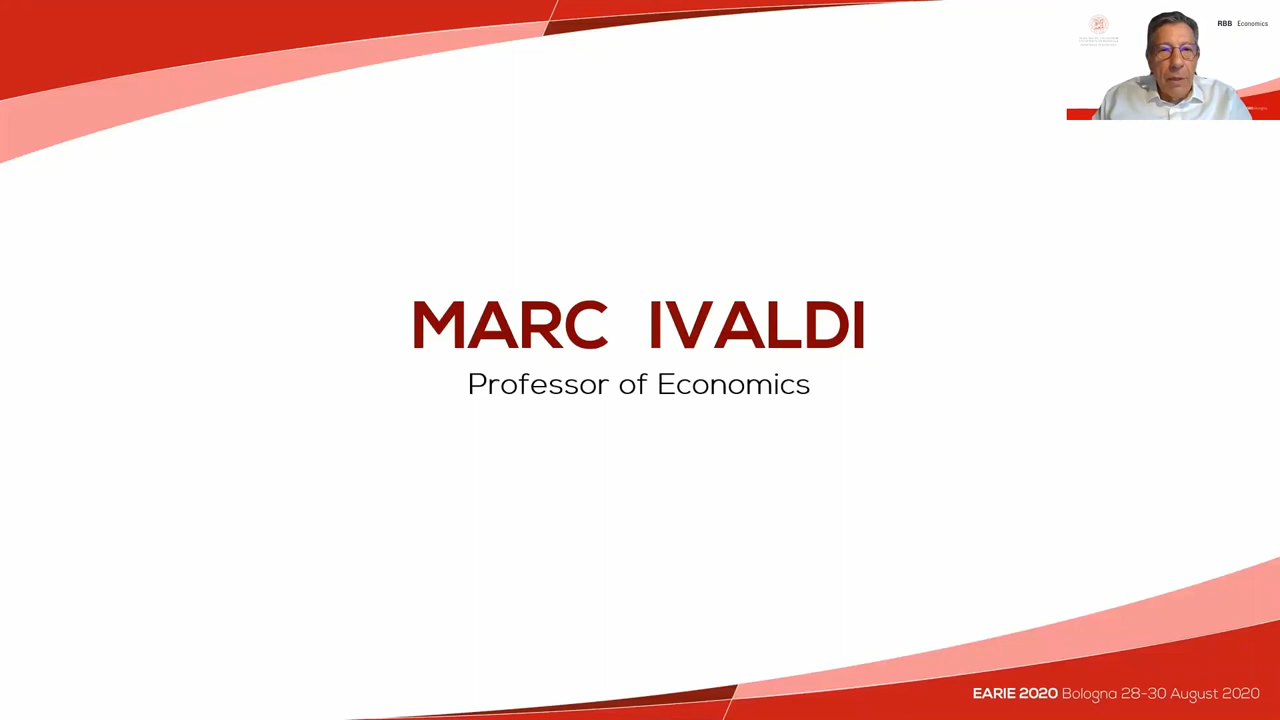 RBB Economics
MARC IVALDI
Professor of Economics
EARIE 2020 Bologna 28-30 August 2020